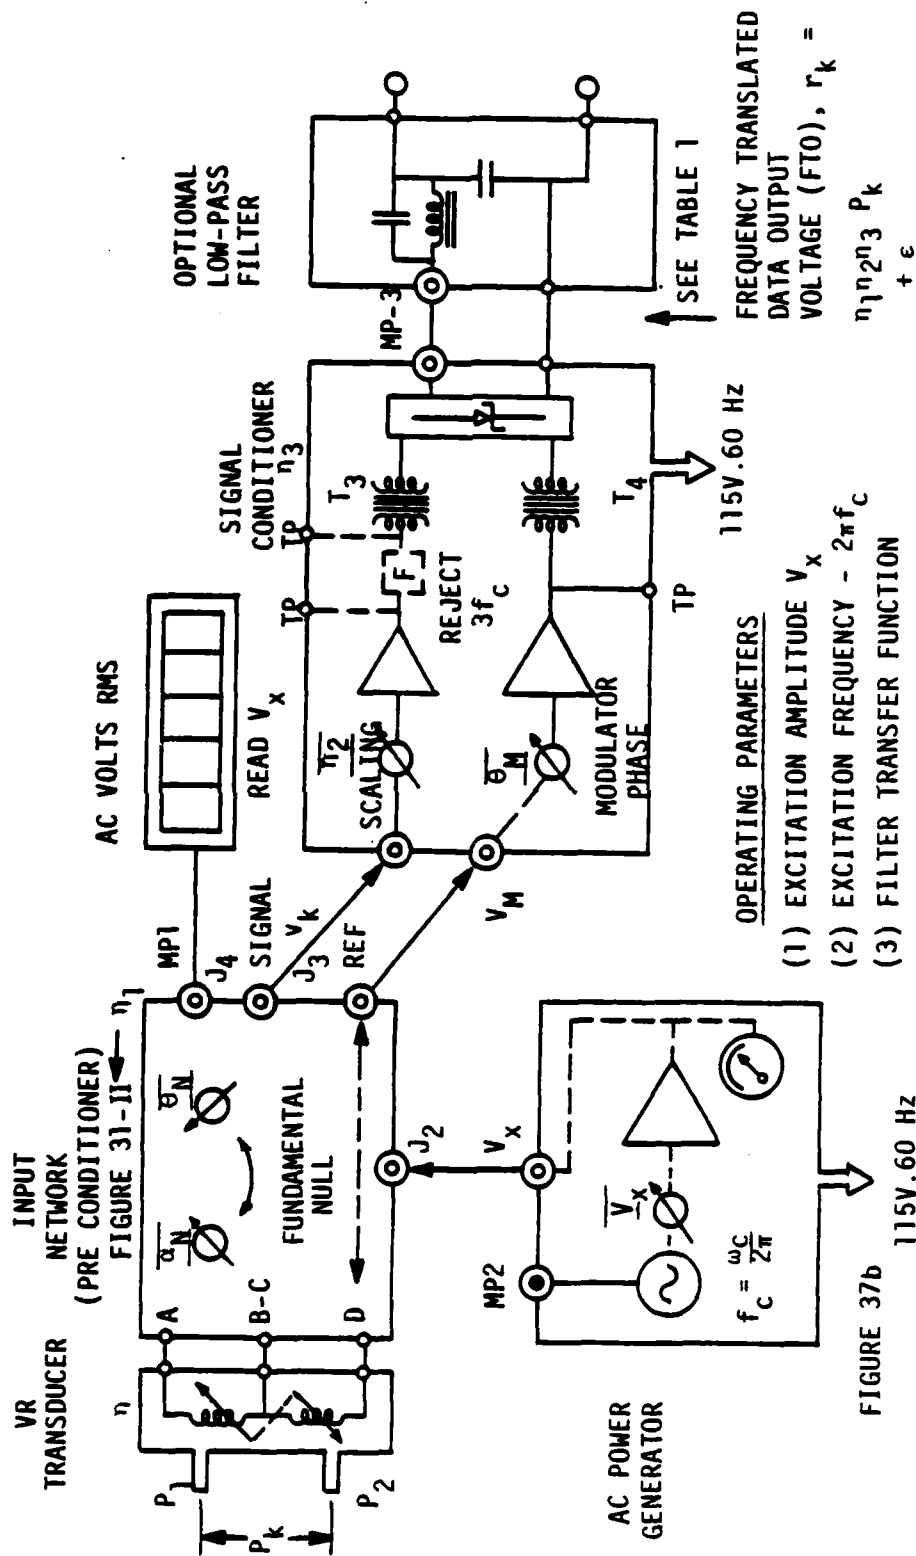 VR
TRANSDUCER
η
P1
P2
Pk
INPUT
NETWORK
(PRE CONDITIONER)
FIGURE 31-II
η1
A
B-C
D
αN
θN
FUNDAMENTAL
NULL
MP1
J4
SIGNAL
vk
J3
REF
J2
Vx
VM
AC VOLTS RMS
READ Vx
SIGNAL
CONDITIONER
η3
TP
TP
T3
η2
SCALING
F
REJECT
3fc
θM
MODULATOR
PHASE
T4
TP
115V.60 Hz
MP-3
OPTIONAL
LOW-PASS
FILTER
SEE TABLE 1
FREQUENCY TRANSLATED
DATA OUTPUT
VOLTAGE (FTO), rk =
η1η2η3 Pk
+ ε
AC POWER
GENERATOR
MP2
Vx
fc = ωc/2π
115V.60 Hz
OPERATING PARAMETERS
(1) EXCITATION AMPLITUDE Vx
(2) EXCITATION FREQUENCY - 2πfc
(3) FILTER TRANSFER FUNCTION
FIGURE 37b